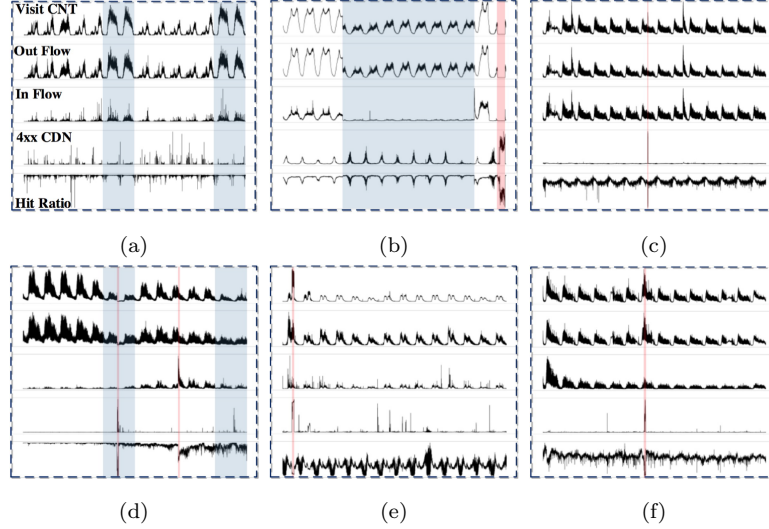 Visit CNT
Out Flow
In Flow
4xx CDN
Hit Ratio
(a)
(b)
(c)
(d)
(e)
(f)